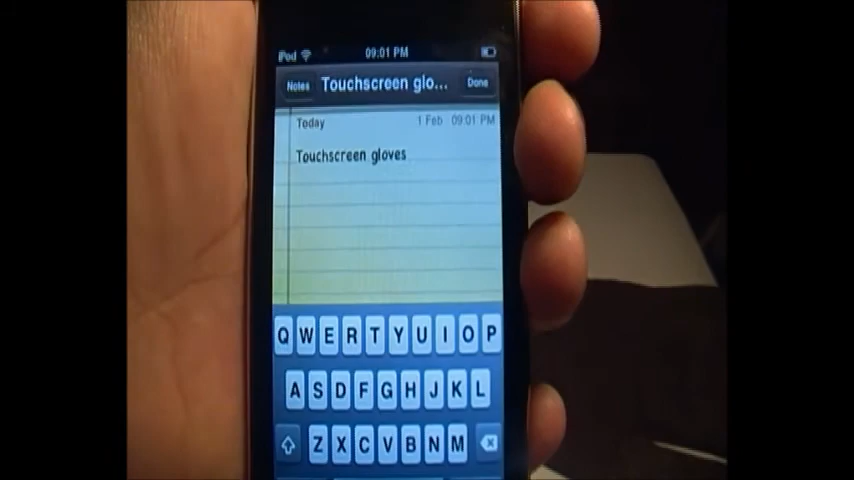 iPod 09:01 PM
Notes Touchscreen glo... Done
Today 1 Feb 09:01 PM
Touchscreen gloves
Q W E R T Y U I O P
A S D F G H J K L
Z X C V B N M